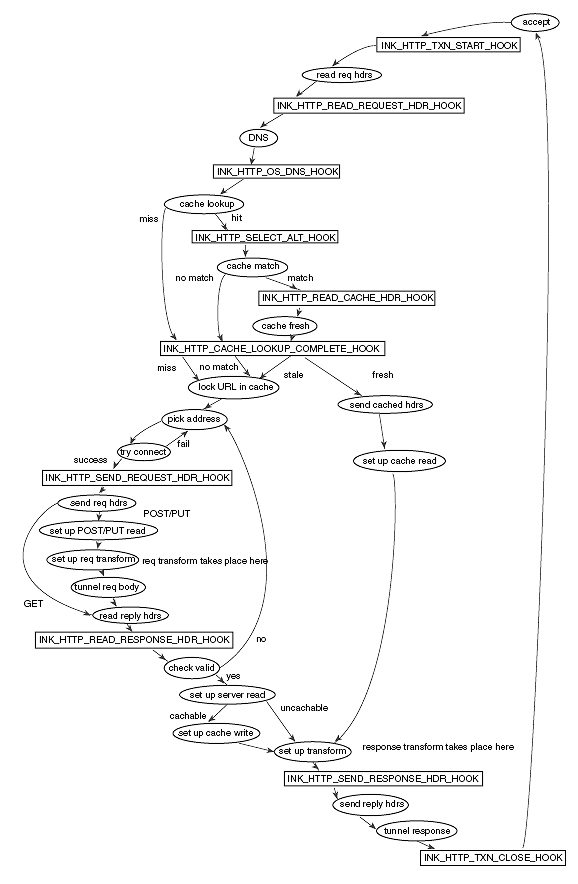 accept
INK_HTTP_TXN_START_HOOK
read req hdrs
INK_HTTP_READ_REQUEST_HDR_HOOK
DNS
INK_HTTP_OS_DNS_HOOK
cache lookup
miss
hit
INK_HTTP_SELECT_ALT_HOOK
cache match
no match
match
INK_HTTP_READ_CACHE_HDR_HOOK
cache fresh
INK_HTTP_CACHE_LOOKUP_COMPLETE_HOOK
miss
no match
stale
fresh
lock URL in cache
send cached hdrs
pick address
try connect
fail
success
set up cache read
INK_HTTP_SEND_REQUEST_HDR_HOOK
send req hdrs
POST/PUT
set up POST/PUT read
set up req transform
req transform takes place here
tunnel req body
GET
read reply hdrs
INK_HTTP_READ_RESPONSE_HDR_HOOK
no
check valid
yes
set up server read
uncachable
cachable
set up cache write
set up transform
response transform takes place here
INK_HTTP_SEND_RESPONSE_HDR_HOOK
send reply hdrs
tunnel response
INK_HTTP_TXN_CLOSE_HOOK